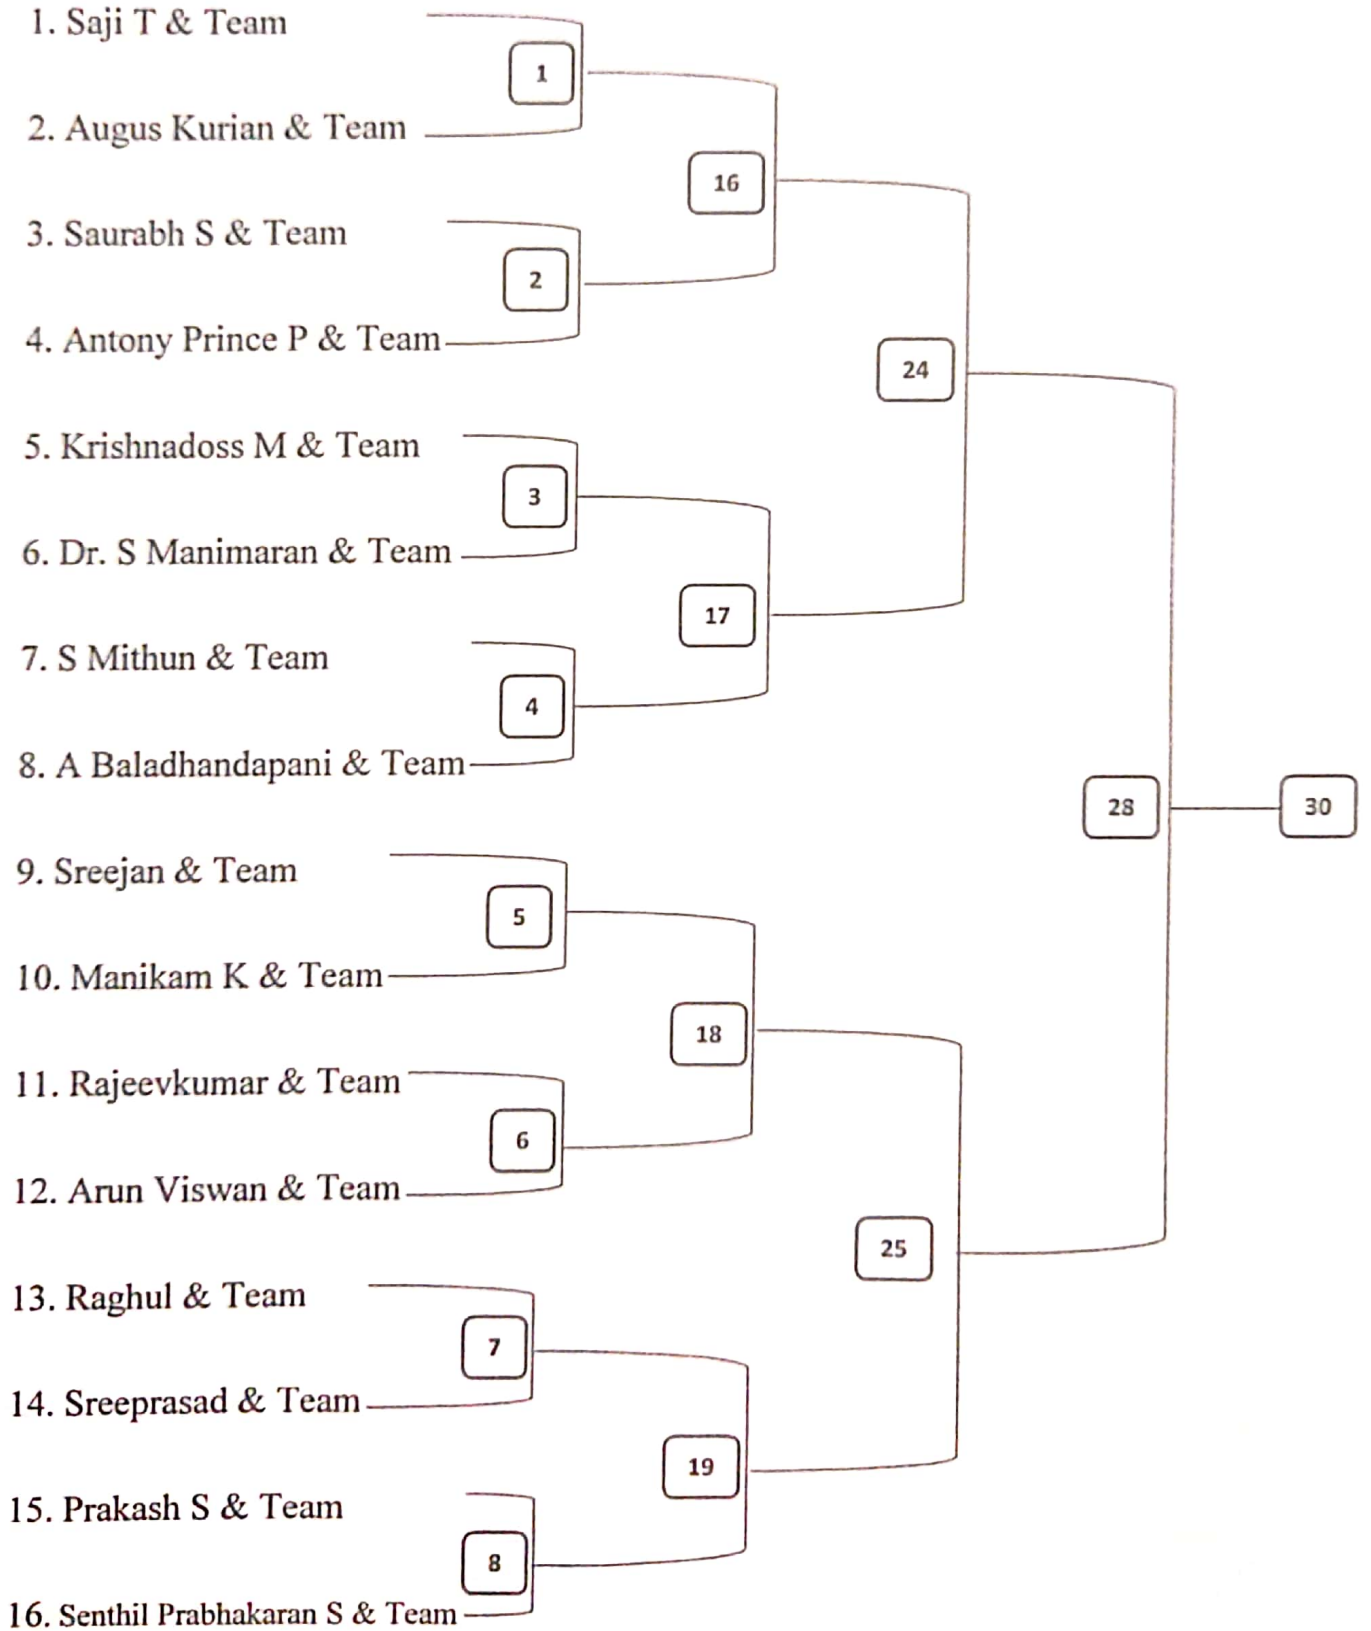 1. Saji T & Team
1
2. Augus Kurian & Team
16
3. Saurabh S & Team
2
4. Antony Prince P & Team
24
5. Krishnadoss M & Team
3
6. Dr. S Manimaran & Team
17
7. S Mithun & Team
4
8. A Baladhandapani & Team
28
30
9. Sreejan & Team
5
10. Manikam K & Team
18
11. Rajeevkumar & Team
6
12. Arun Viswan & Team
25
13. Raghul & Team
7
14. Sreeprasad & Team
19
15. Prakash S & Team
8
16. Senthil Prabhakaran S & Team